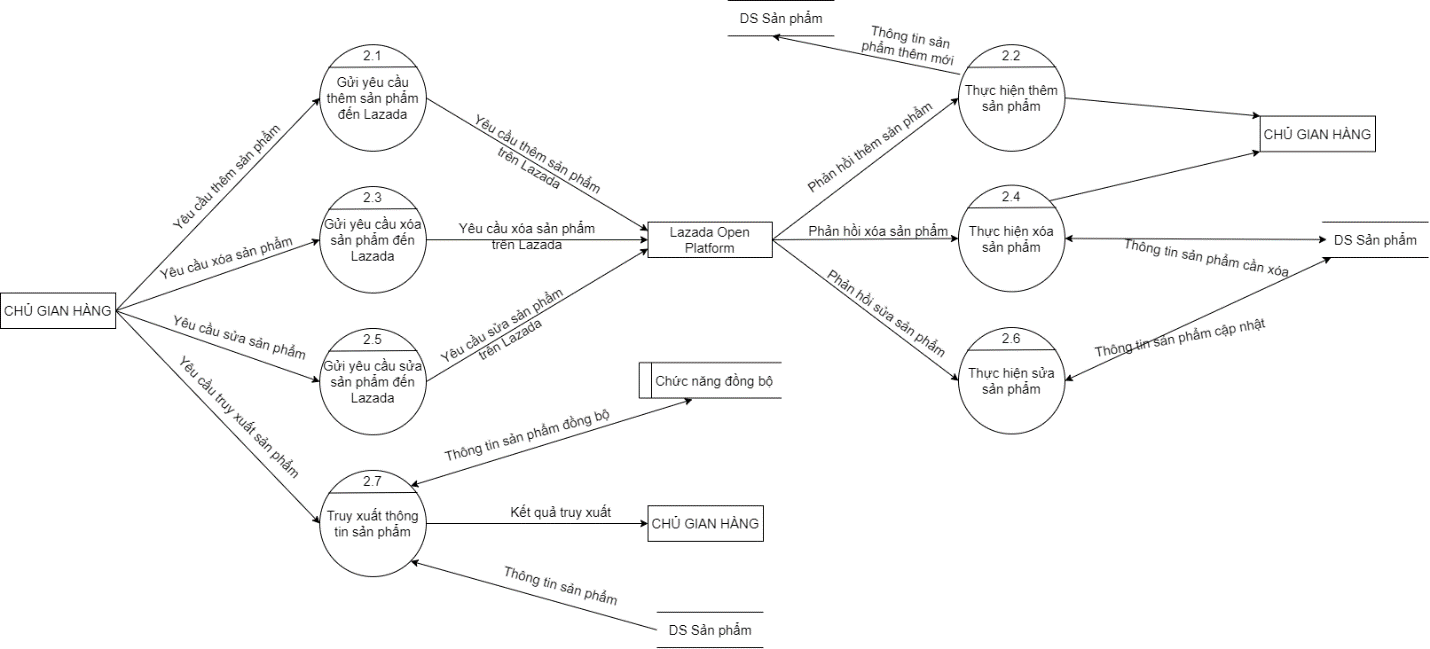 DS Sản phẩm
Thông tin sản
phẩm thêm mới
2.1
Gửi yêu cầu
thêm sản phẩm
đến Lazada
2.2
Thực hiện thêm
sản phẩm
Yêu cầu thêm sản phẩm
Yêu cầu thêm sản phẩm
trên Lazada
Phản hồi thêm sản phẩm
CHỦ GIAN HÀNG
2.3
Gửi yêu cầu xóa
sản phẩm đến
Lazada
Yêu cầu xóa sản phẩm
Yêu cầu xóa sản phẩm
trên Lazada
Lazada Open
Platform
Phản hồi xóa sản phẩm
2.4
Thực hiện xóa
sản phẩm
Thông tin sản phẩm cần xóa
DS Sản phẩm
CHỦ GIAN HÀNG
Yêu cầu sửa sản phẩm
2.5
Gửi yêu cầu sửa
sản phẩm đến
Lazada
Yêu cầu sửa sản phẩm
trên Lazada
Phản hồi sửa sản phẩm
2.6
Thực hiện sửa
sản phẩm
Thông tin sản phẩm cập nhật
Chức năng đồng bộ
Yêu cầu truy xuất sản phẩm
Thông tin sản phẩm đồng bộ
2.7
Truy xuất thông
tin sản phẩm
Kết quả truy xuất
CHỦ GIAN HÀNG
Thông tin sản phẩm
DS Sản phẩm